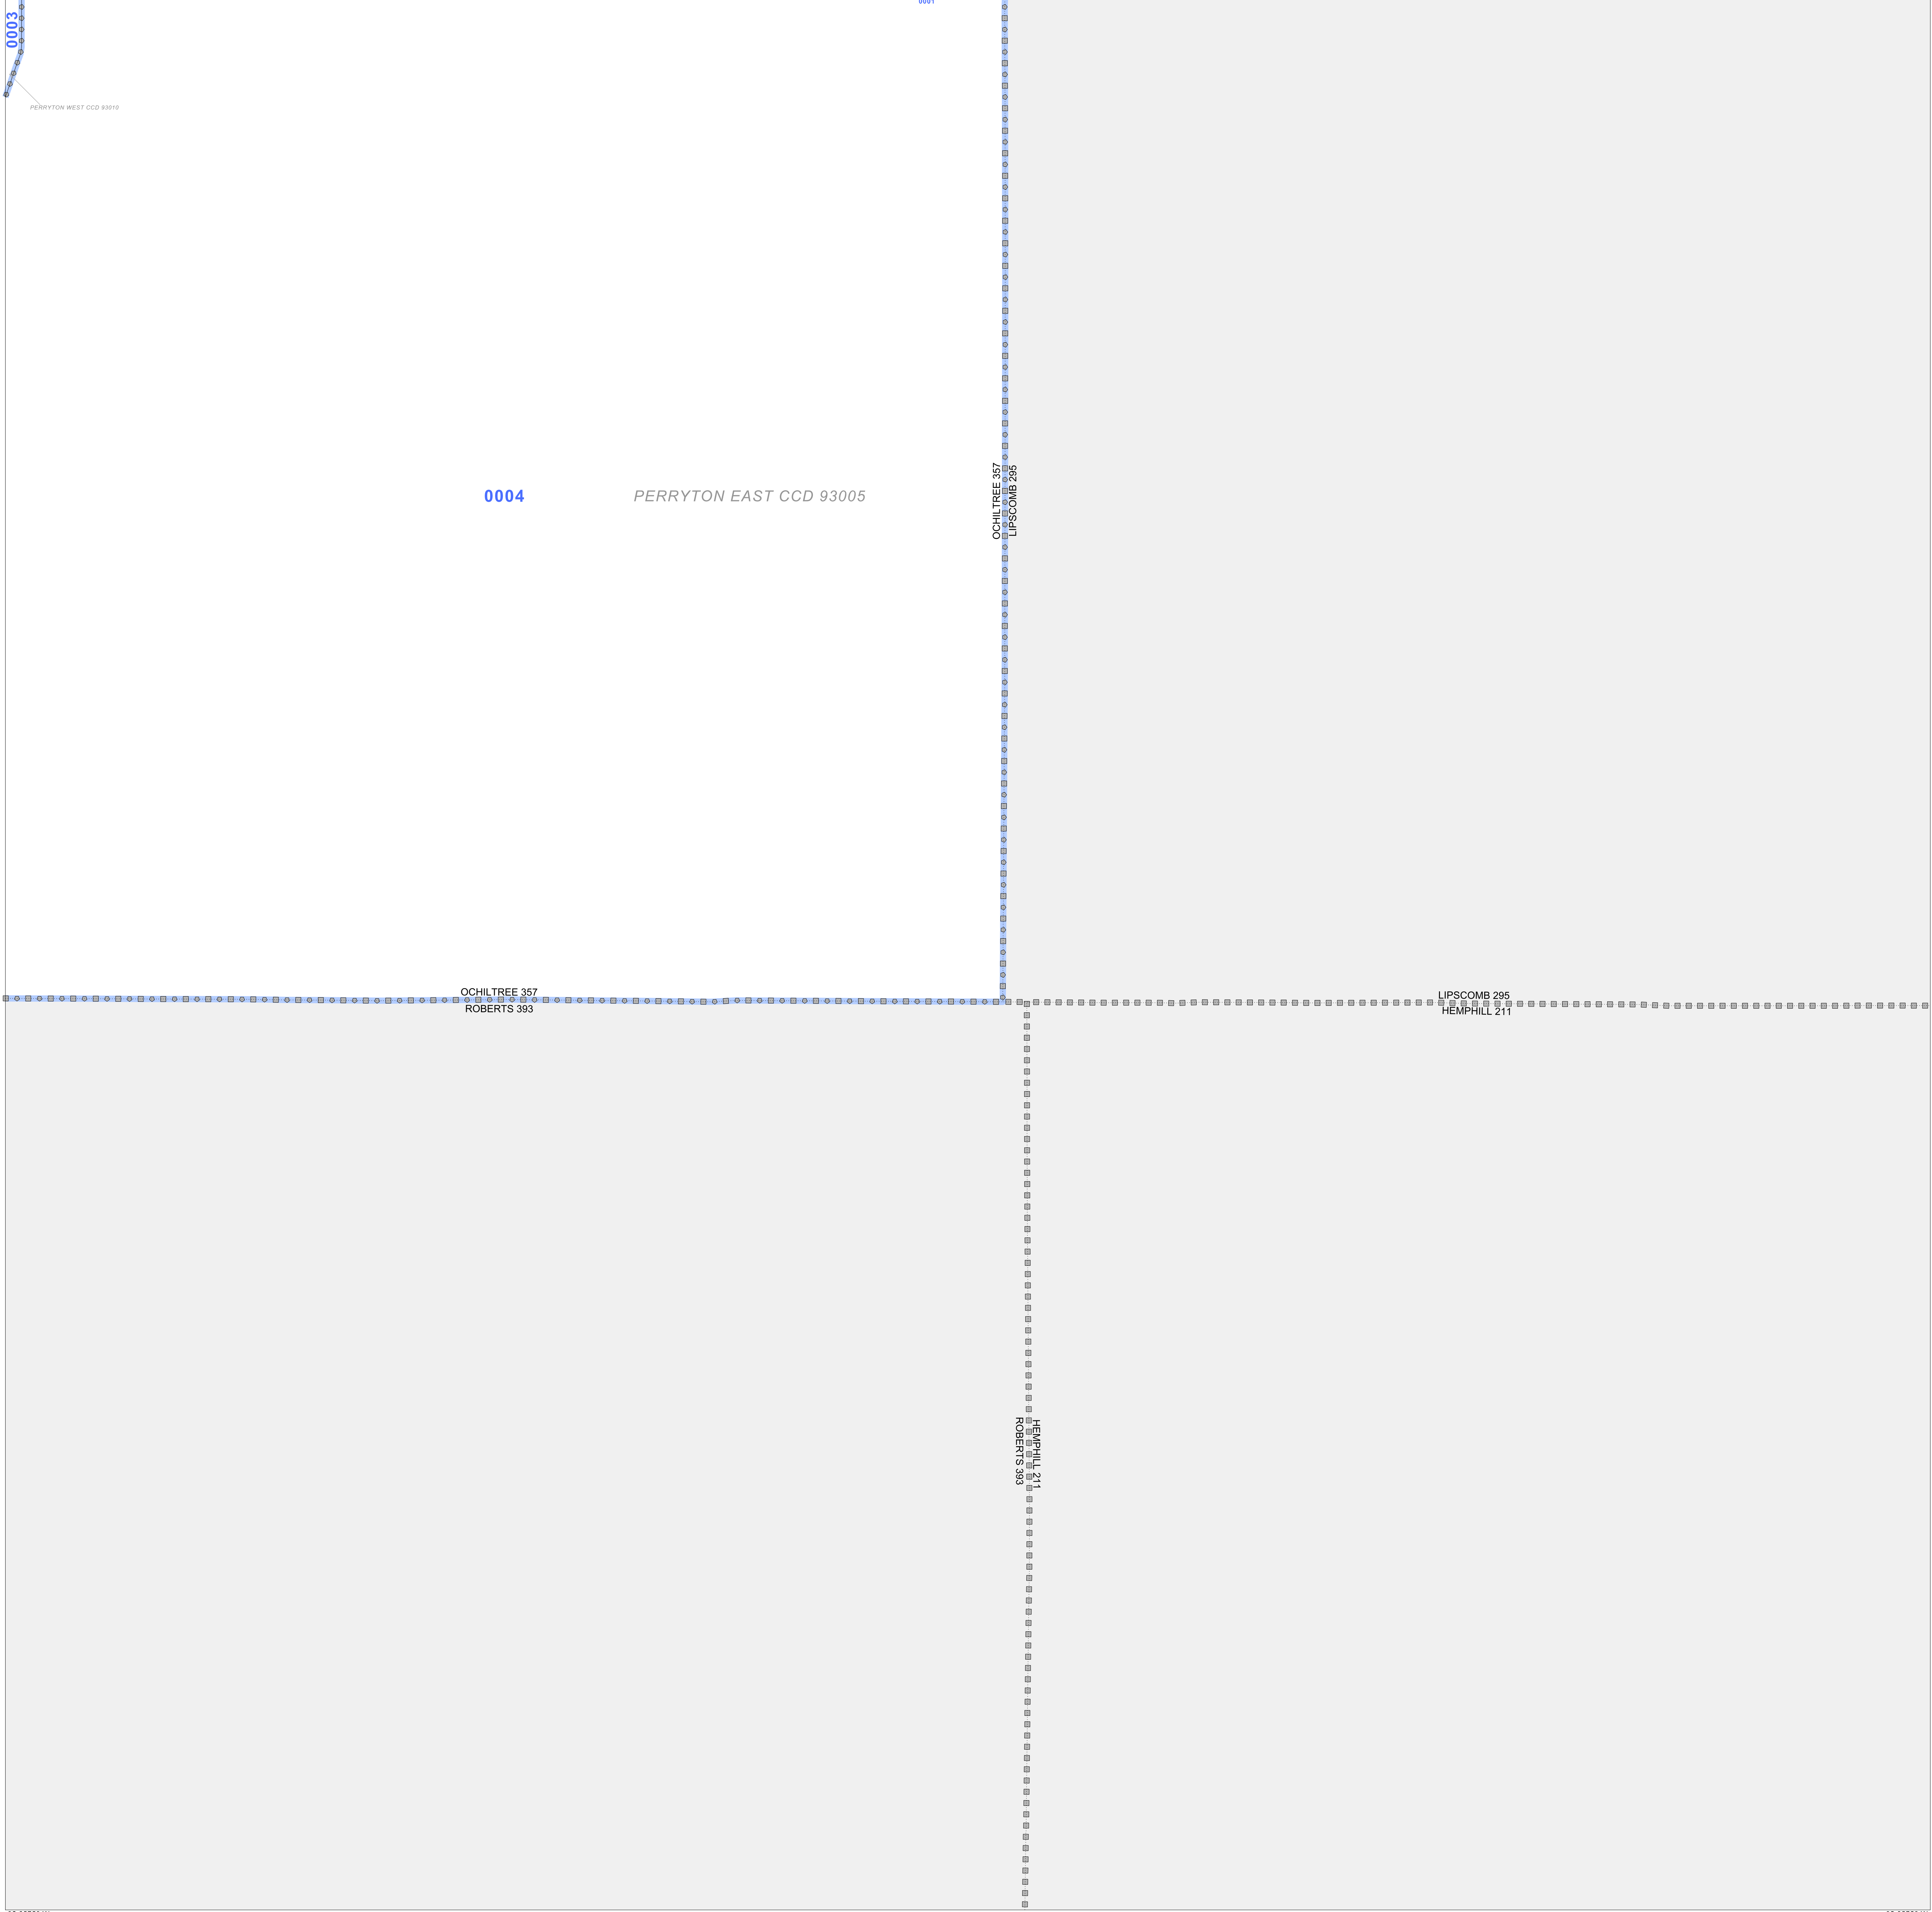 0001
0003
PERRYTON WEST CCD 93010
0004
PERRYTON EAST CCD 93005
OCHILTREE 357
LIPSCOMB 295
OCHILTREE 357
ROBERTS 393
LIPSCOMB 295
HEMPHILL 211
ROBERTS 393
HEMPHILL 211